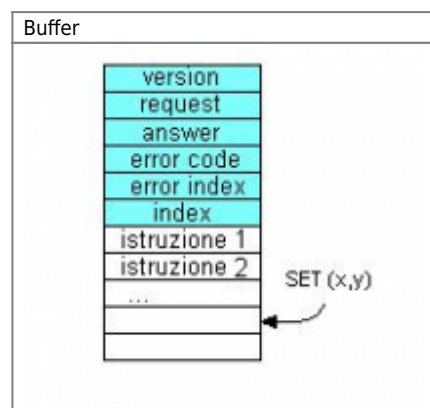 Buffer
version
request
answer
error code
error index
index
istruzione 1
istruzione 2
...
SET (x,y)